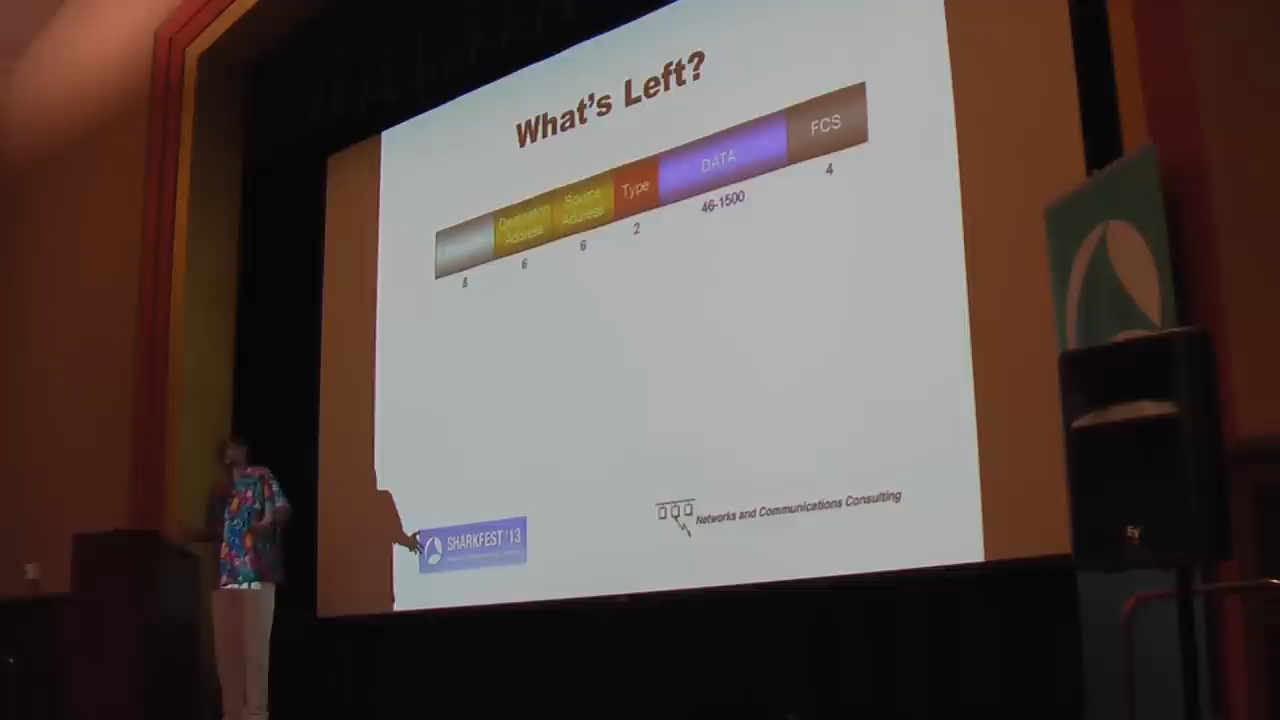 What's Left?
Destination
Address
Source
Address
Type
DATA
FCS
8
6
6
2
46-1500
4
SHARKFEST '13
Networks and Communications Consulting
EV